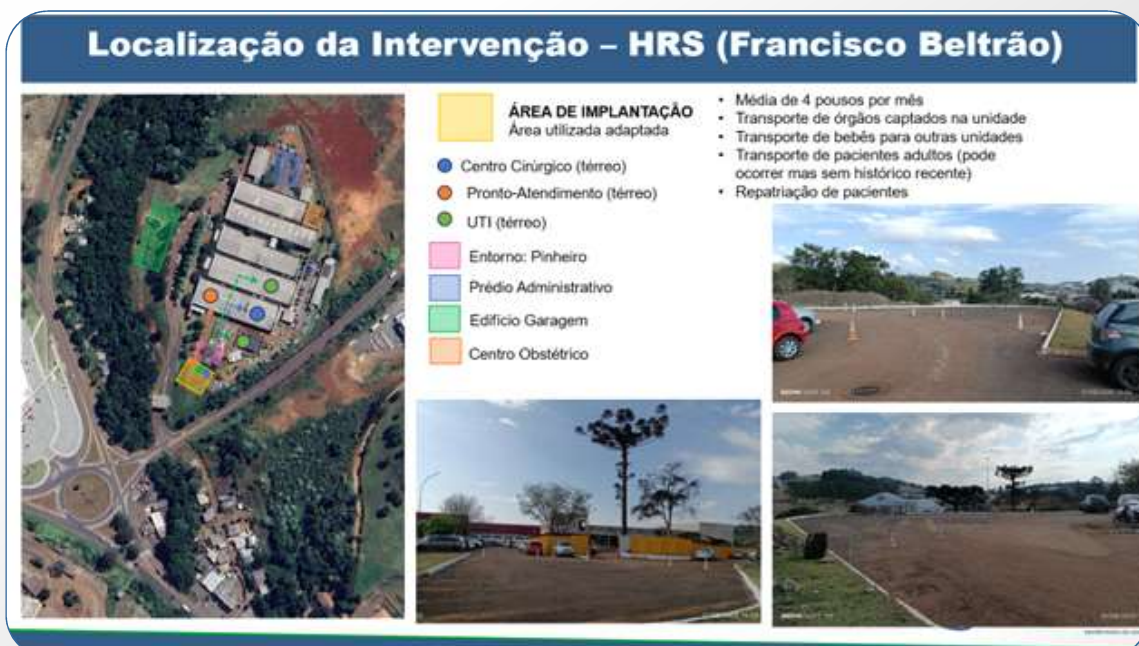 Localização da Intervenção – HRS (Francisco Beltrão)
ÁREA DE IMPLANTAÇÃO
Área utilizada adaptada
Centro Cirúrgico (térreo)
Pronto-Atendimento (térreo)
UTI (térreo)
Entorno: Pinheiro
Prédio Administrativo
Edifício Garagem
Centro Obstétrico
• Média de 4 pousos por mês
• Transporte de órgãos captados na unidade
• Transporte de bebês para outras unidades
• Transporte de pacientes adultos (pode
ocorrer mas sem histórico recente)
• Repatriação de pacientes